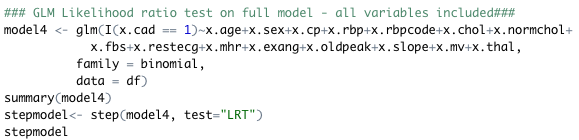 ### GLM Likelihood ratio test on full model - all variables included###
model4 <- glm(I(x.cad == 1)~x.age+x.sex+x.cp+x.rbp+x.rbpcode+x.chol+x.normchol+
x.fbs+x.restecg+x.mhr+x.exang+x.oldpeak+x.slope+x.mv+x.thal,
family = binomial,
data = df)
summary(model4)
stepmodel<- step(model4, test="LRT")
stepmodel